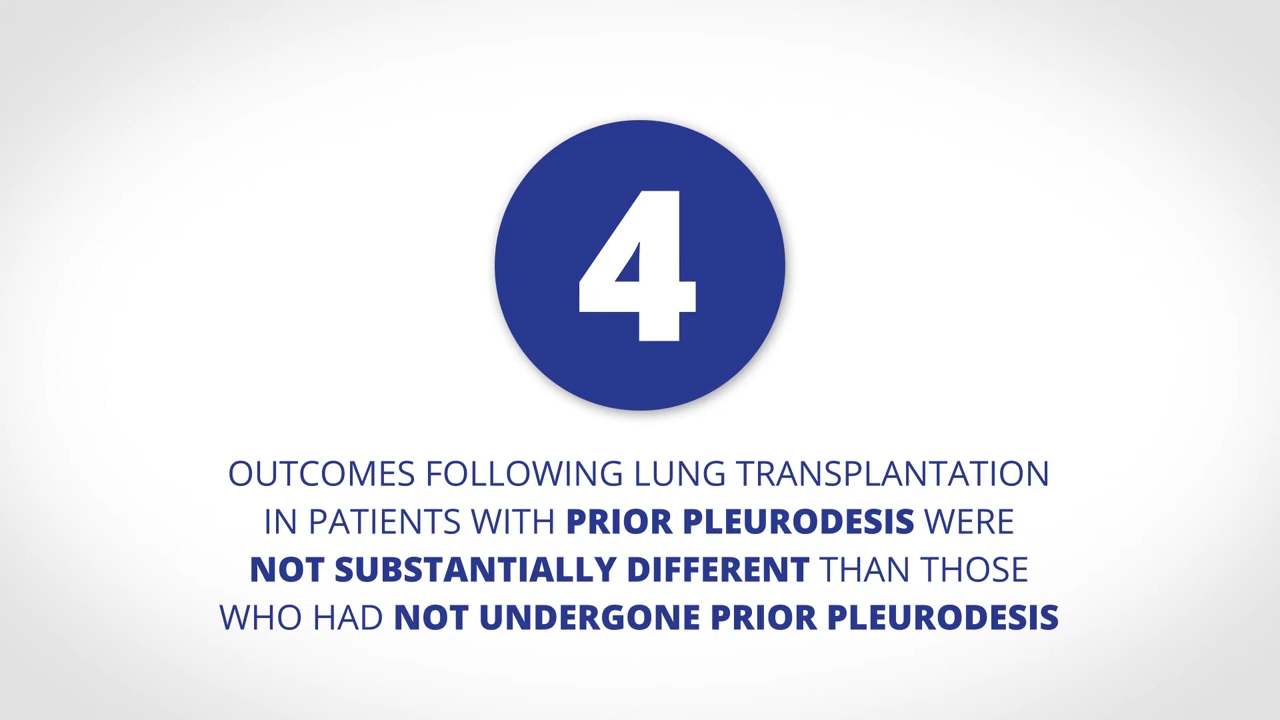 4
OUTCOMES FOLLOWING LUNG TRANSPLANTATION
IN PATIENTS WITH PRIOR PLEURODESIS WERE
NOT SUBSTANTIALLY DIFFERENT THAN THOSE
WHO HAD NOT UNDERGONE PRIOR PLEURODESIS